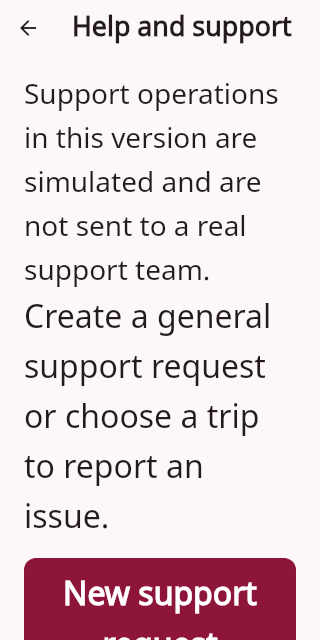 Help and support
Support operations
in this version are
simulated and are
not sent to a real
support team.
Create a general
support request
or choose a trip
to report an
issue.
New support
request